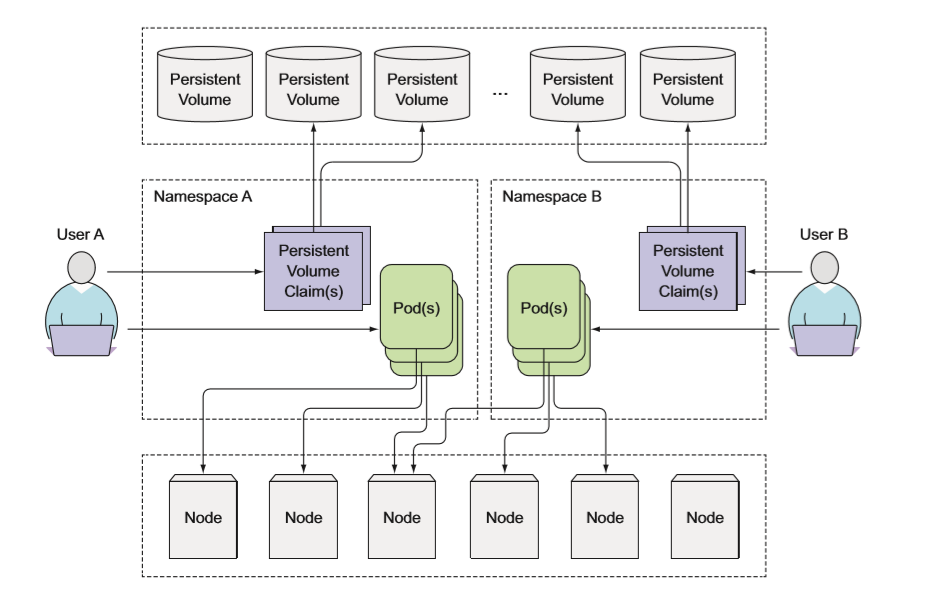 Persistent
Volume
Persistent
Volume
Persistent
Volume
...
Persistent
Volume
Persistent
Volume
Namespace A
Namespace B
User A
User B
Persistent
Volume
Claim(s)
Pod(s)
Pod(s)
Persistent
Volume
Claim(s)
Node
Node
Node
Node
Node
Node